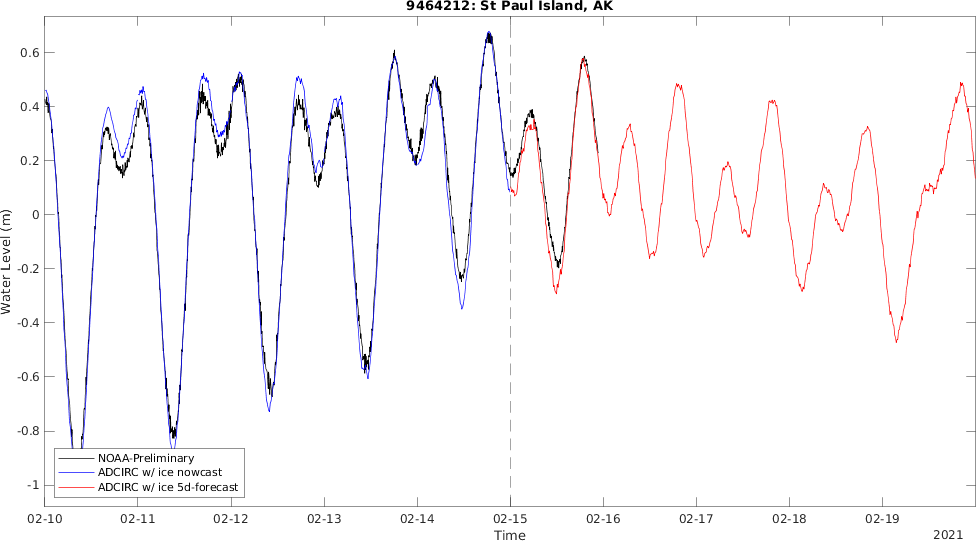 9464212: St Paul Island, AK
Water Level (m)
0.6
0.4
0.2
0
-0.2
-0.4
-0.6
-0.8
-1
NOAA-Preliminary
ADCIRC w/ ice nowcast
ADCIRC w/ ice 5d-forecast
02-10 02-11 02-12 02-13 02-14 02-15 02-16 02-17 02-18 02-19
Time
2021